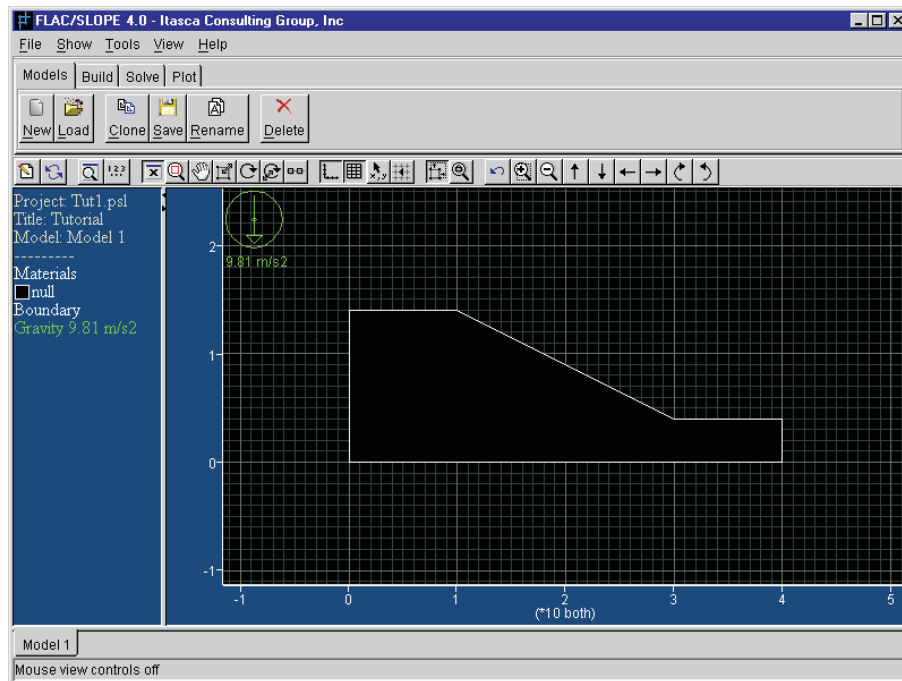 FLAC/SLOPE 4.0 - Itasca Consulting Group, Inc
File Show Tools View Help
Models Build Solve Plot
New Load Clone Save Rename Delete
Project: Tut1.psl
Title: Tutorial
Model: Model 1
---------
Materials
null
Boundary
Gravity 9.81 m/s2
9.81 m/s2
2
1
0
-1
-1 0 1 2 3 4 5
(*10 both)
Model 1
Mouse view controls off